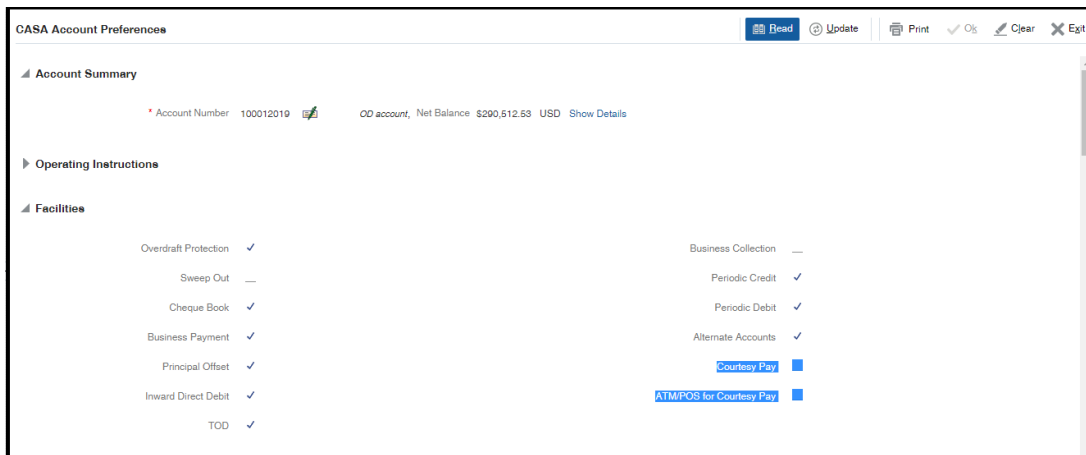 CASA Account Preferences Read Update Print Ok Clear Exit
Account Summary
* Account Number 100012019 OD account, Net Balance $290,512.53 USD Show Details
Operating Instructions
Facilities
Overdraft Protection Business Collection
Sweep Out Periodic Credit
Cheque Book Periodic Debit
Business Payment Alternate Accounts
Principal Offset Courtesy Pay
Inward Direct Debit ATM/POS for Courtesy Pay
TOD